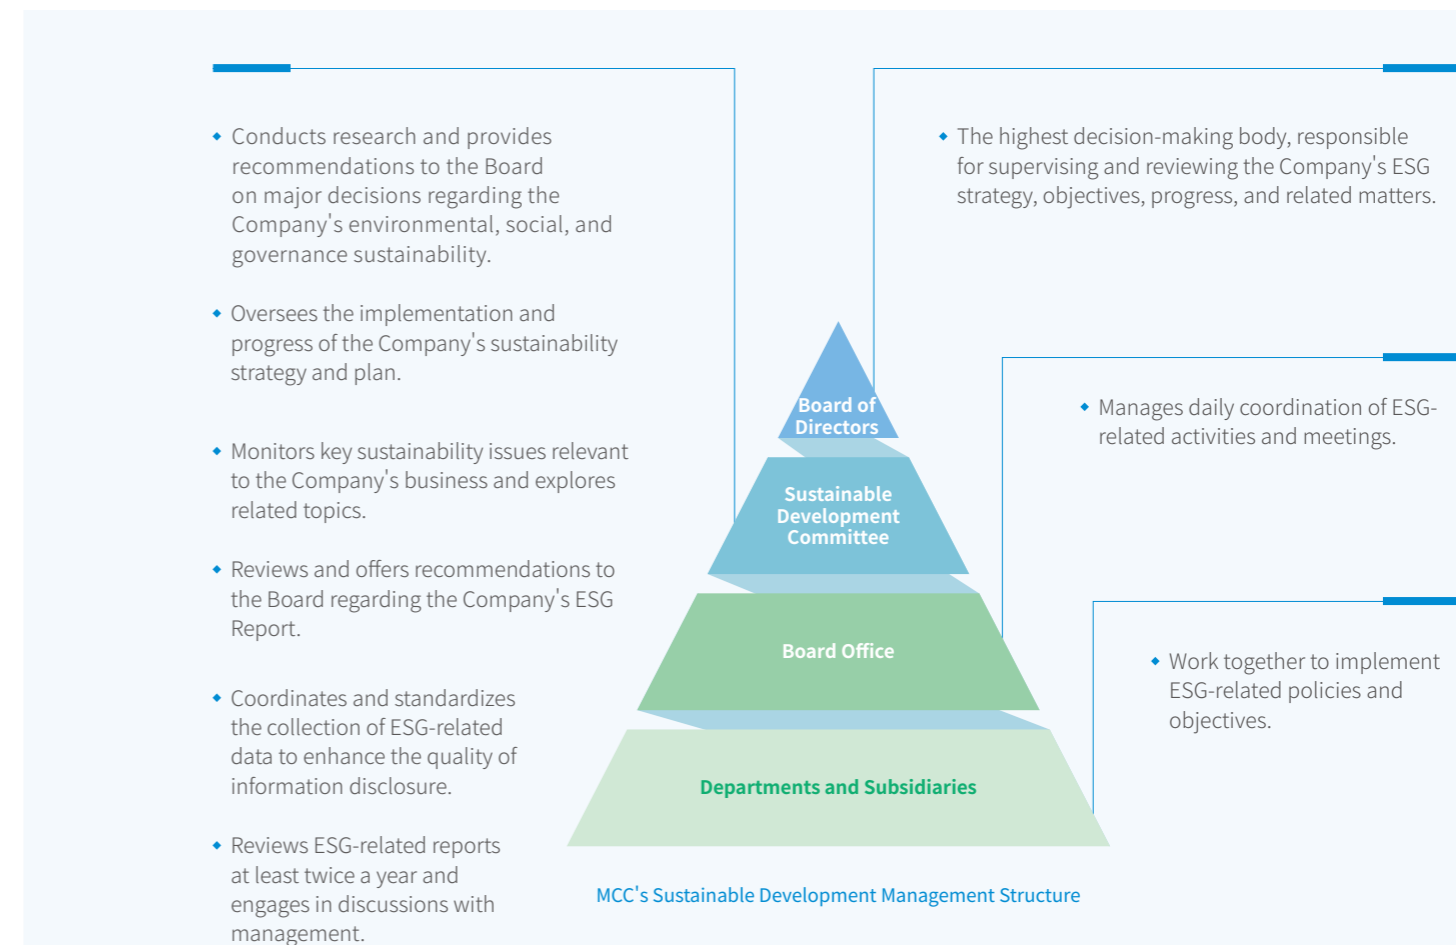 Conducts research and provides
recommendations to the Board
on major decisions regarding the
Company's environmental, social, and
governance sustainability.
Oversees the implementation and
progress of the Company's sustainability
strategy and plan.
Monitors key sustainability issues relevant
to the Company's business and explores
related topics.
Reviews and offers recommendations to
the Board regarding the Company's ESG
Report.
Coordinates and standardizes
the collection of ESG-related
data to enhance the quality of
information disclosure.
Reviews ESG-related reports
at least twice a year and
engages in discussions with
management.
The highest decision-making body, responsible
for supervising and reviewing the Company's ESG
strategy, objectives, progress, and related matters.
Manages daily coordination of ESG-
related activities and meetings.
Work together to implement
ESG-related policies and
objectives.
Board of
Directors
Sustainable
Development
Committee
Board Office
Departments and Subsidiaries
MCC's Sustainable Development Management Structure